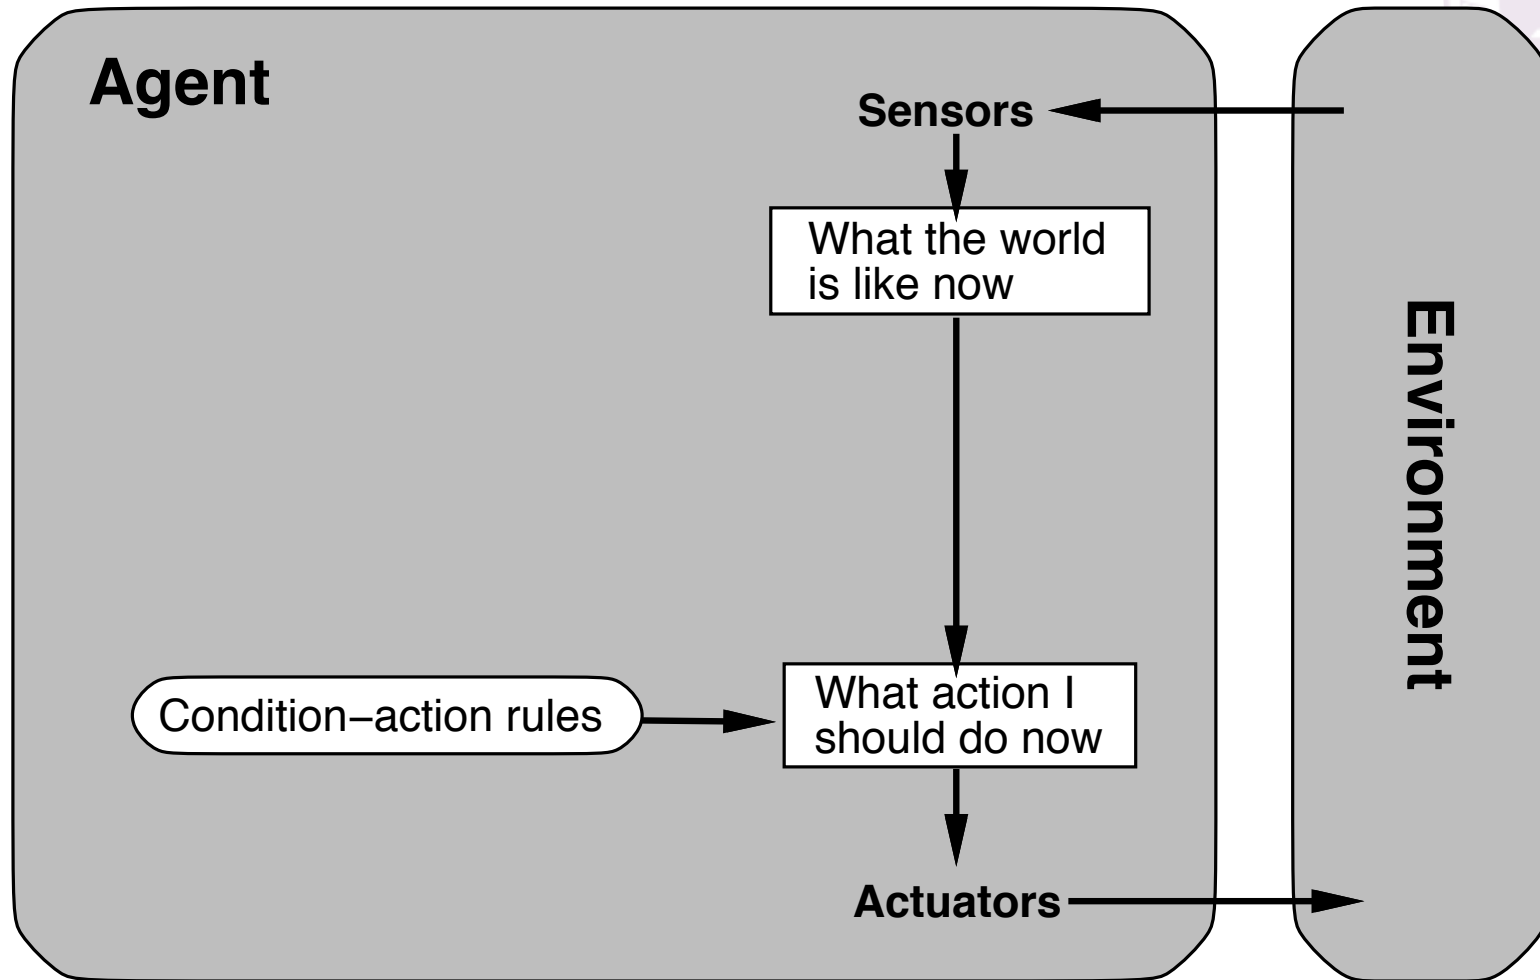 Agent
Sensors
What the world
is like now
Environment
Condition−action rules
What action I
should do now
Actuators